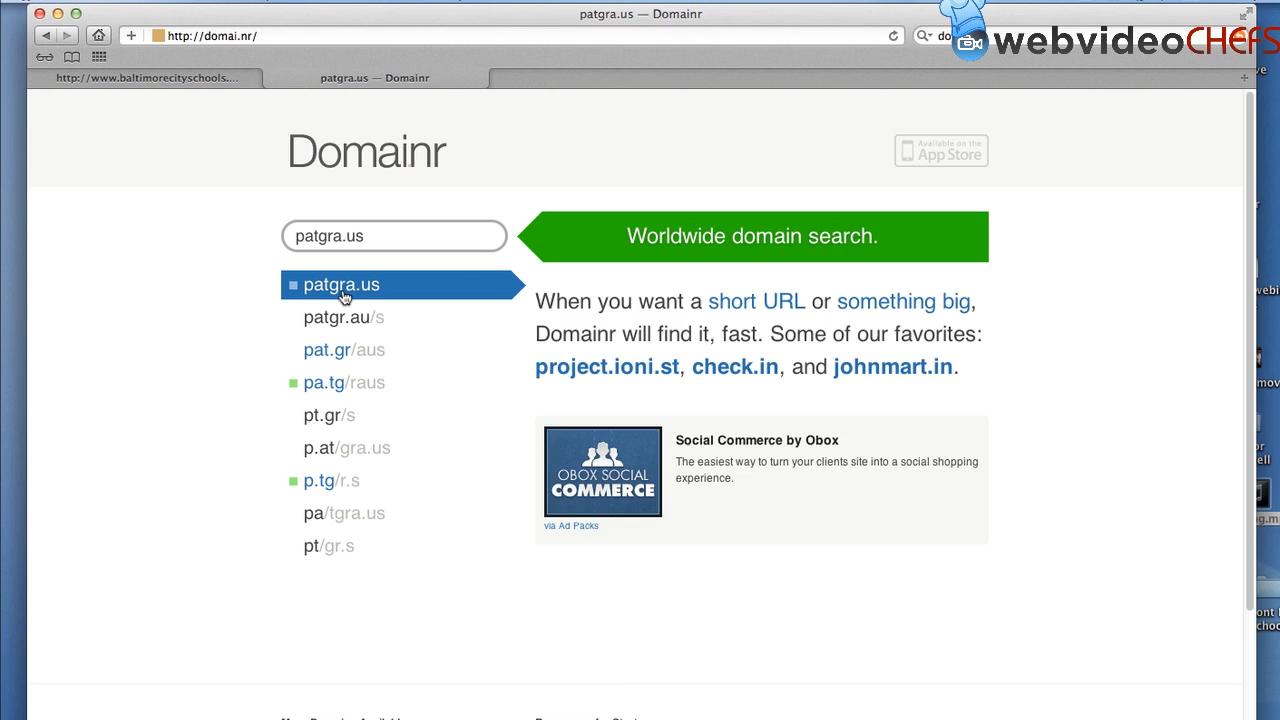 patgra.us — Domainr
http://domai.nr/
do
webvideoCHEFS
http://www.baltimorecityschools....
patgra.us — Domainr
Domainr
Available on the
App Store
patgra.us
Worldwide domain search.
patgra.us
patgr.au/s
pat.gr/aus
pa.tg/raus
pt.gr/s
p.at/gra.us
p.tg/r.s
pa/tgra.us
pt/gr.s
When you want a short URL or something big,
Domainr will find it, fast. Some of our favorites:
project.ioni.st, check.in, and johnmart.in.
OBOX SOCIAL
COMMERCE
Social Commerce by Obox
The easiest way to turn your clients site into a social shopping
experience.
via Ad Packs